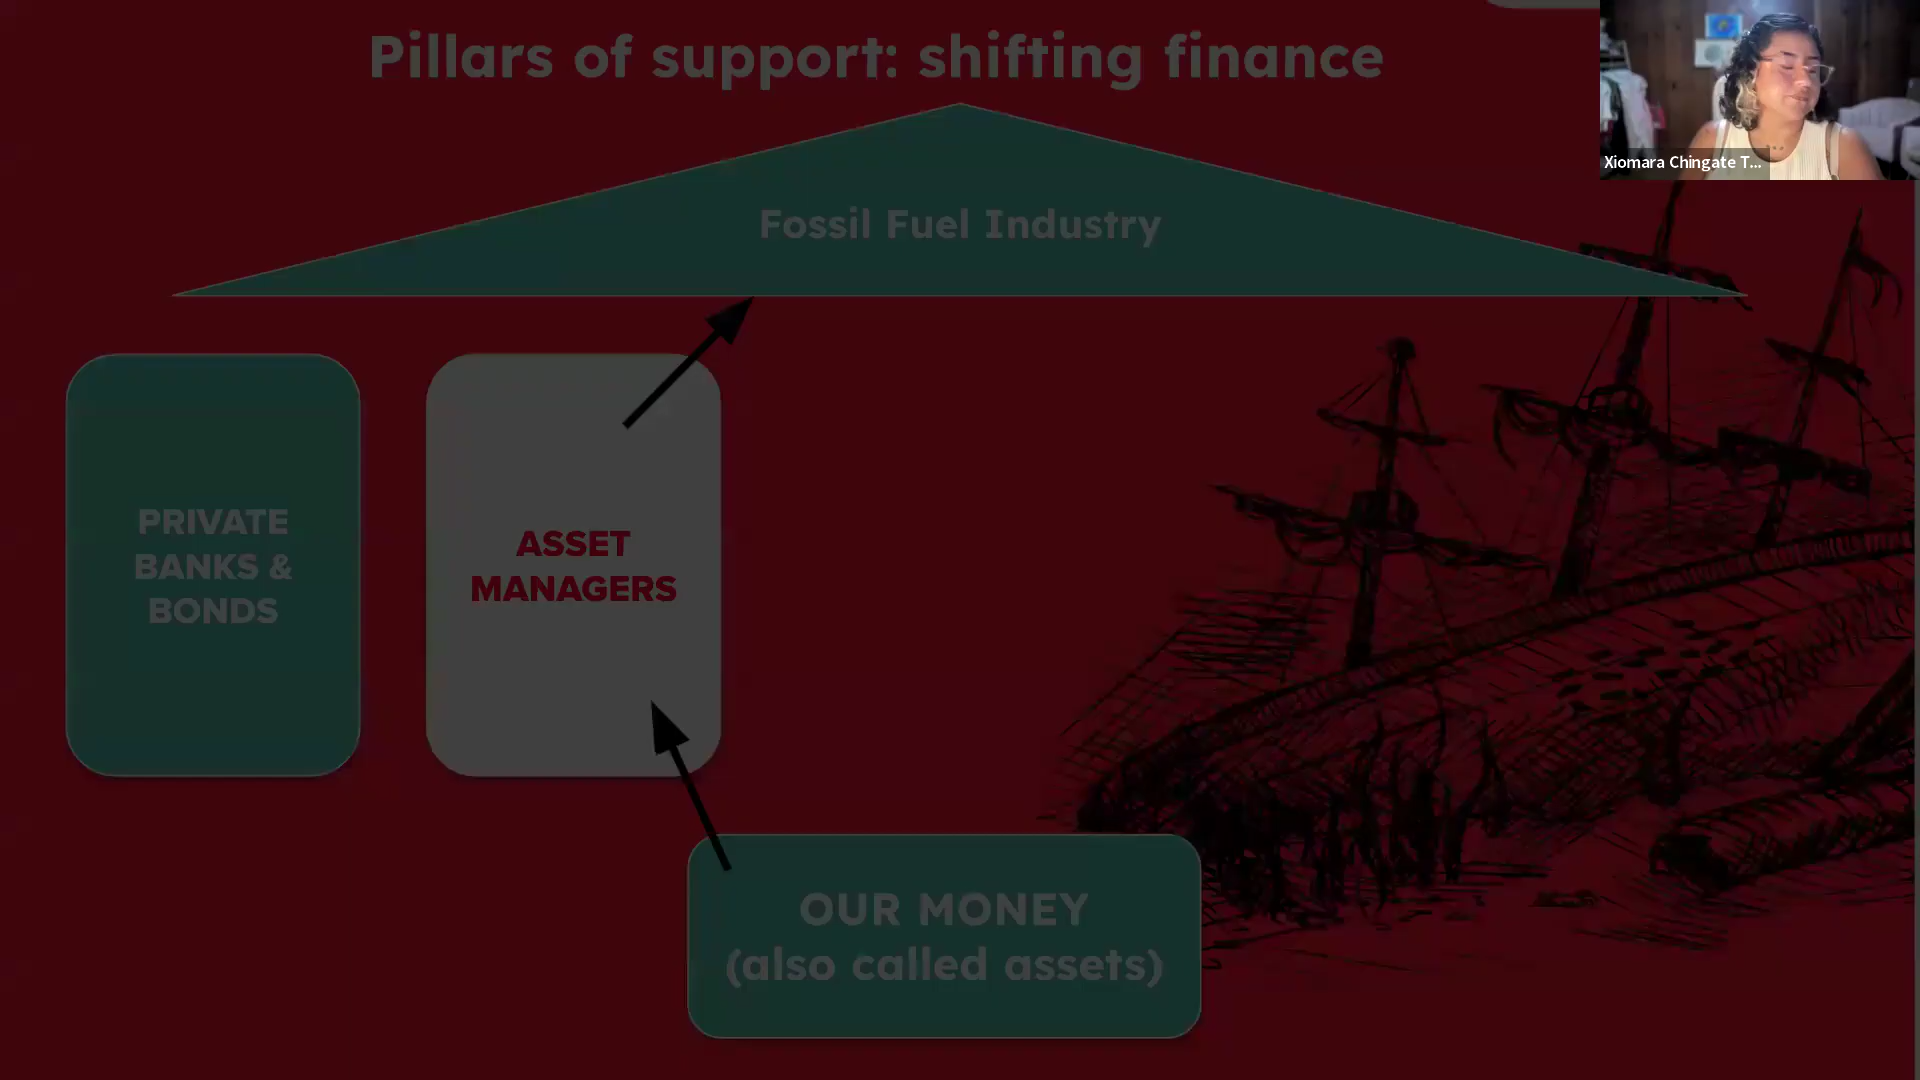 Pillars of support: shifting finance
Xiomara Chingate T...
Fossil Fuel Industry
PRIVATE
BANKS &
BONDS
ASSET
MANAGERS
OUR MONEY
(also called assets)